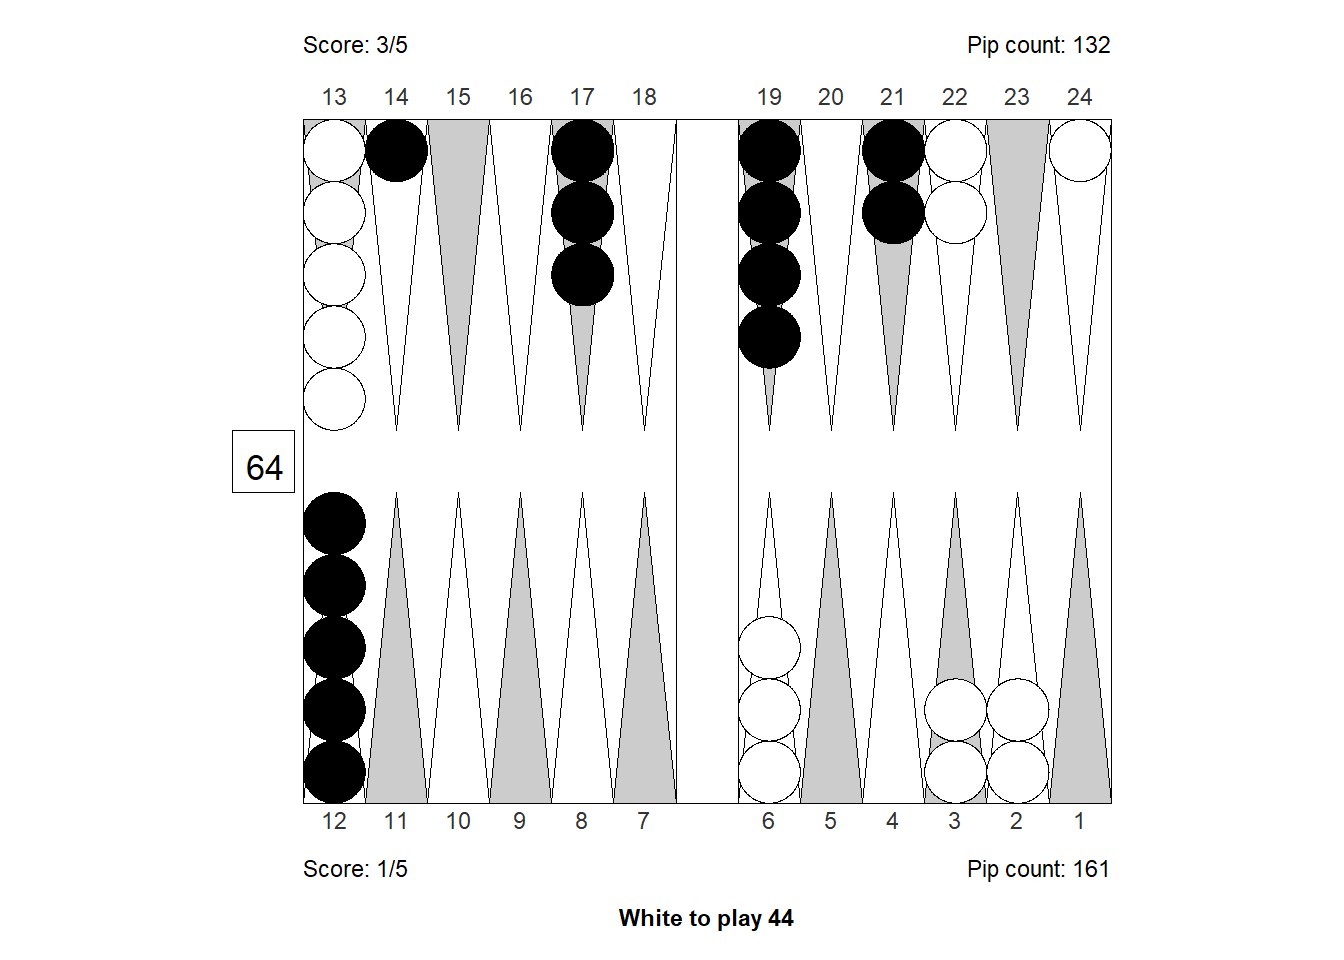 Score: 3/5 Pip count: 132
13 14 15 16 17 18 19 20 21 22 23 24
64
12 11 10 9 8 7 6 5 4 3 2 1
Score: 1/5 Pip count: 161
White to play 44